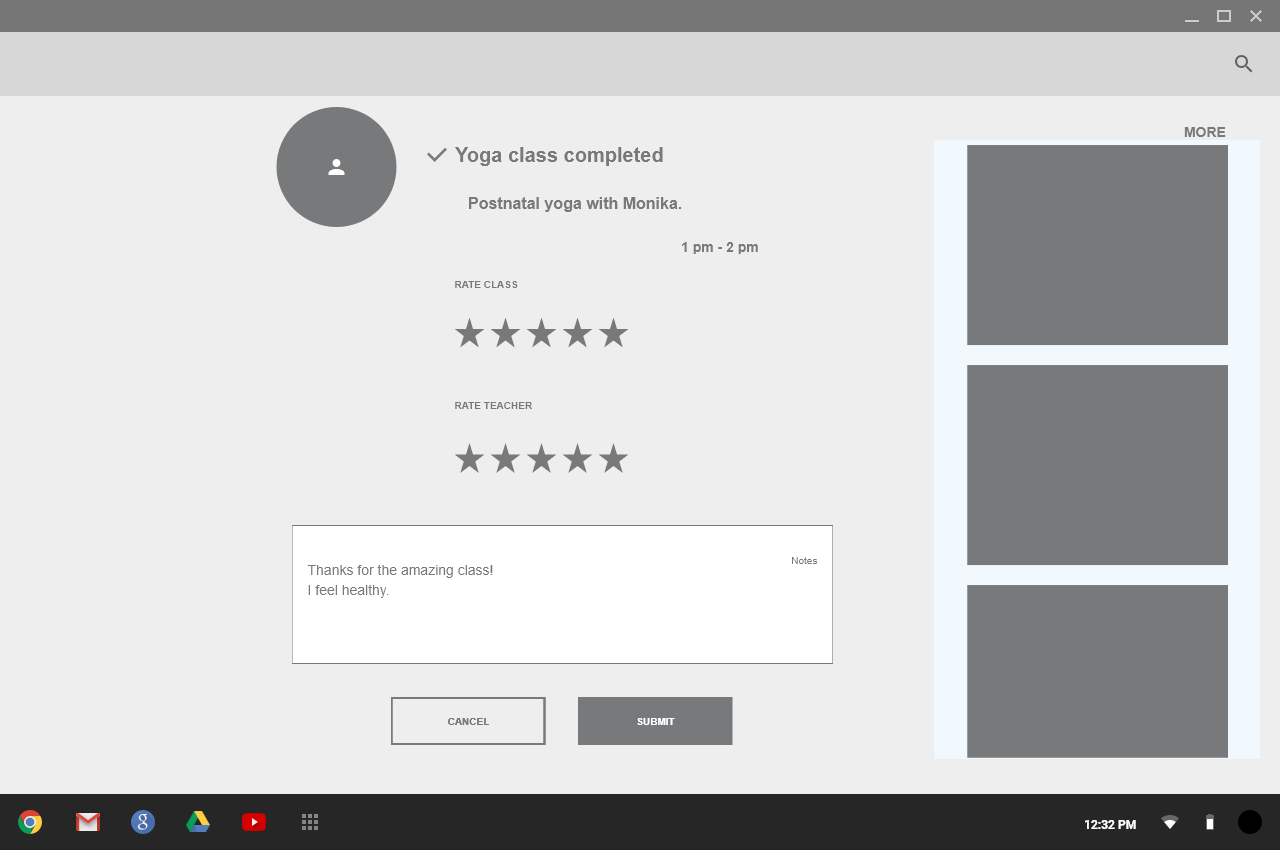 MORE
Yoga class completed
Postnatal yoga with Monika.
1 pm - 2 pm
RATE CLASS
RATE TEACHER
Notes
Thanks for the amazing class!
I feel healthy.
CANCEL
SUBMIT
g
12:32 PM